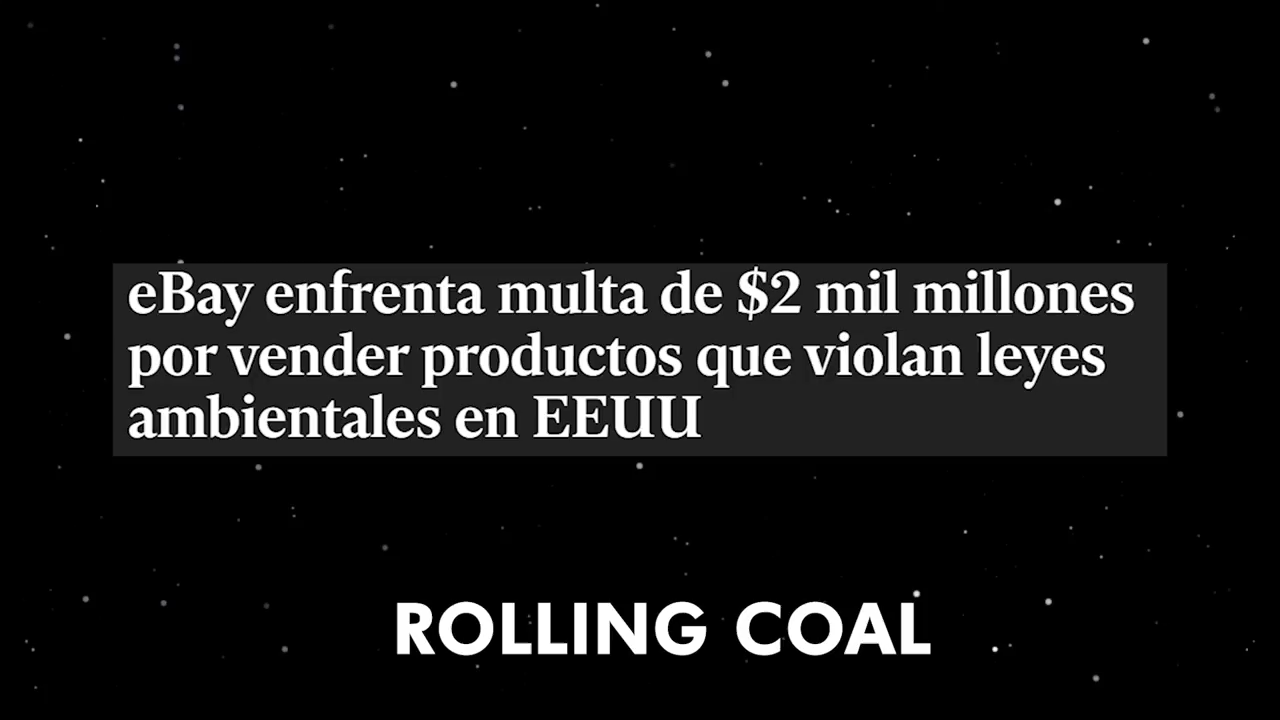 eBay enfrenta multa de $2 mil millones
por vender productos que violan leyes
ambientales en EEUU
ROLLING COAL